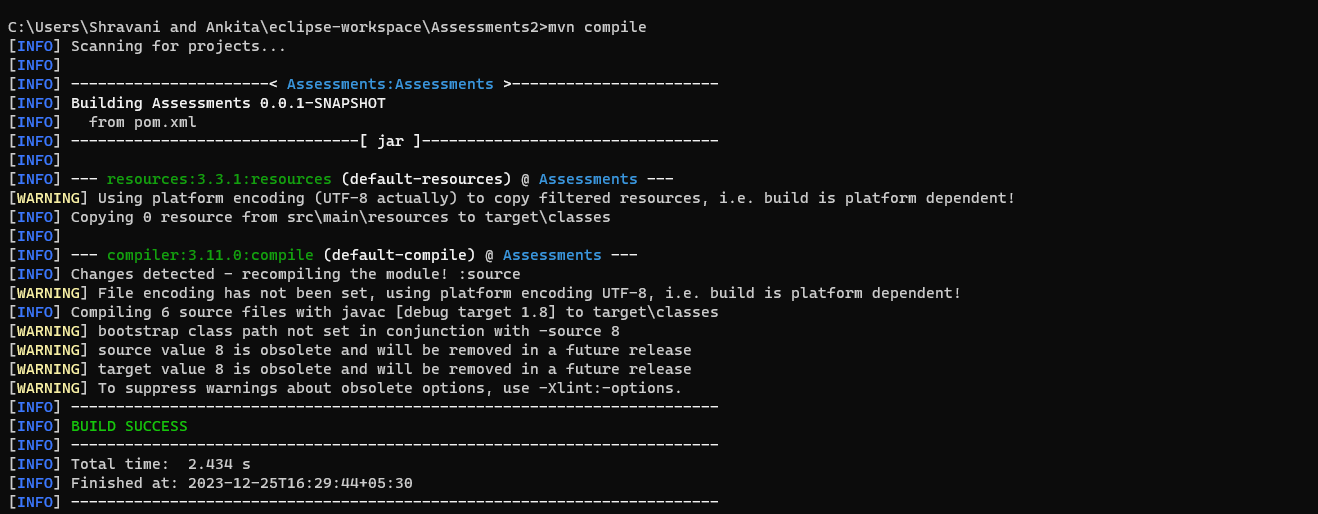 C:\Users\Shravani and Ankita\eclipse-workspace\Assessments2>mvn compile
[INFO] Scanning for projects...
[INFO]
[INFO] ----------------------< Assessments:Assessments >-----------------------
[INFO] Building Assessments 0.0.1-SNAPSHOT
[INFO]   from pom.xml
[INFO] --------------------------------[ jar ]---------------------------------
[INFO]
[INFO] --- resources:3.3.1:resources (default-resources) @ Assessments ---
[WARNING] Using platform encoding (UTF-8 actually) to copy filtered resources, i.e. build is platform dependent!
[INFO] Copying 0 resource from src\main\resources to target\classes
[INFO]
[INFO] --- compiler:3.11.0:compile (default-compile) @ Assessments ---
[INFO] Changes detected - recompiling the module! :source
[WARNING] File encoding has not been set, using platform encoding UTF-8, i.e. build is platform dependent!
[INFO] Compiling 6 source files with javac [debug target 1.8] to target\classes
[WARNING] bootstrap class path not set in conjunction with -source 8
[WARNING] source value 8 is obsolete and will be removed in a future release
[WARNING] target value 8 is obsolete and will be removed in a future release
[WARNING] To suppress warnings about obsolete options, use -Xlint:-options.
[INFO] ------------------------------------------------------------------------
[INFO] BUILD SUCCESS
[INFO] ------------------------------------------------------------------------
[INFO] Total time:  2.434 s
[INFO] Finished at: 2023-12-25T16:29:44+05:30
[INFO] ------------------------------------------------------------------------